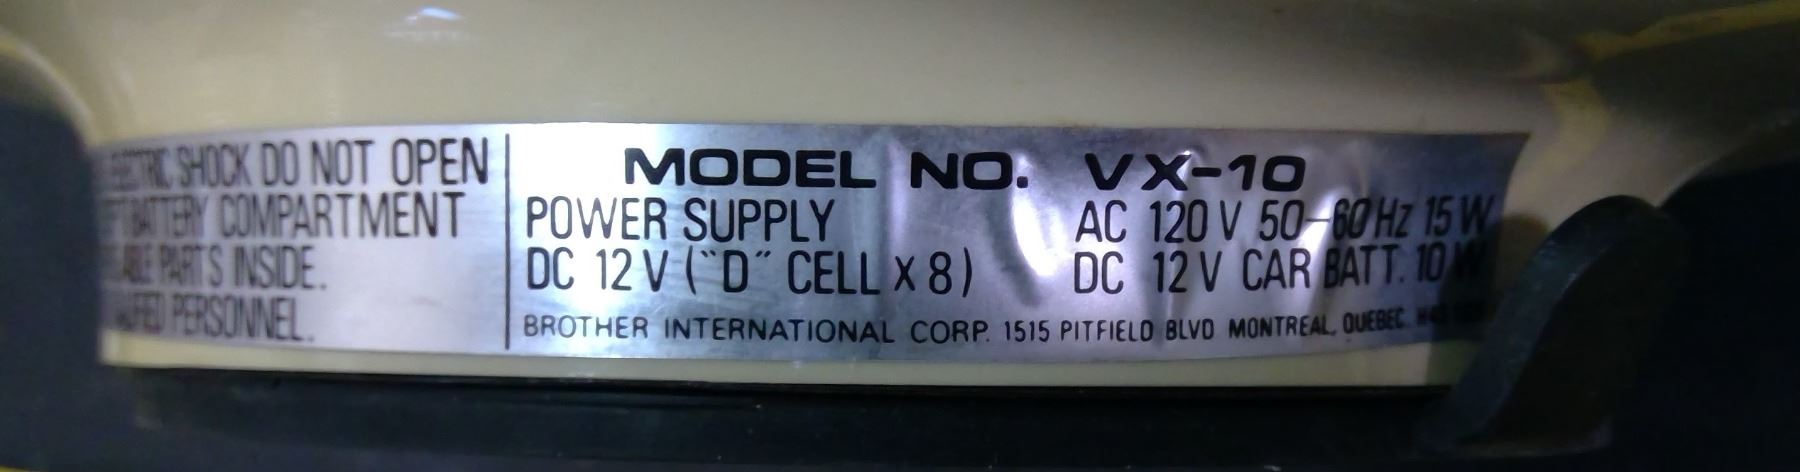 SHOCK DO NOT OPEN
BATTERY COMPARTMENT
PARTS INSIDE.
PERSONNEL.
MODEL NO. VX-10
POWER SUPPLY AC 120 V 50-60 Hz 15 W
DC 12 V ("D" CELL x 8) DC 12 V CAR BATT. 10 W
BROTHER INTERNATIONAL CORP. 1515 PITFIELD BLVD MONTREAL, QUEBEC